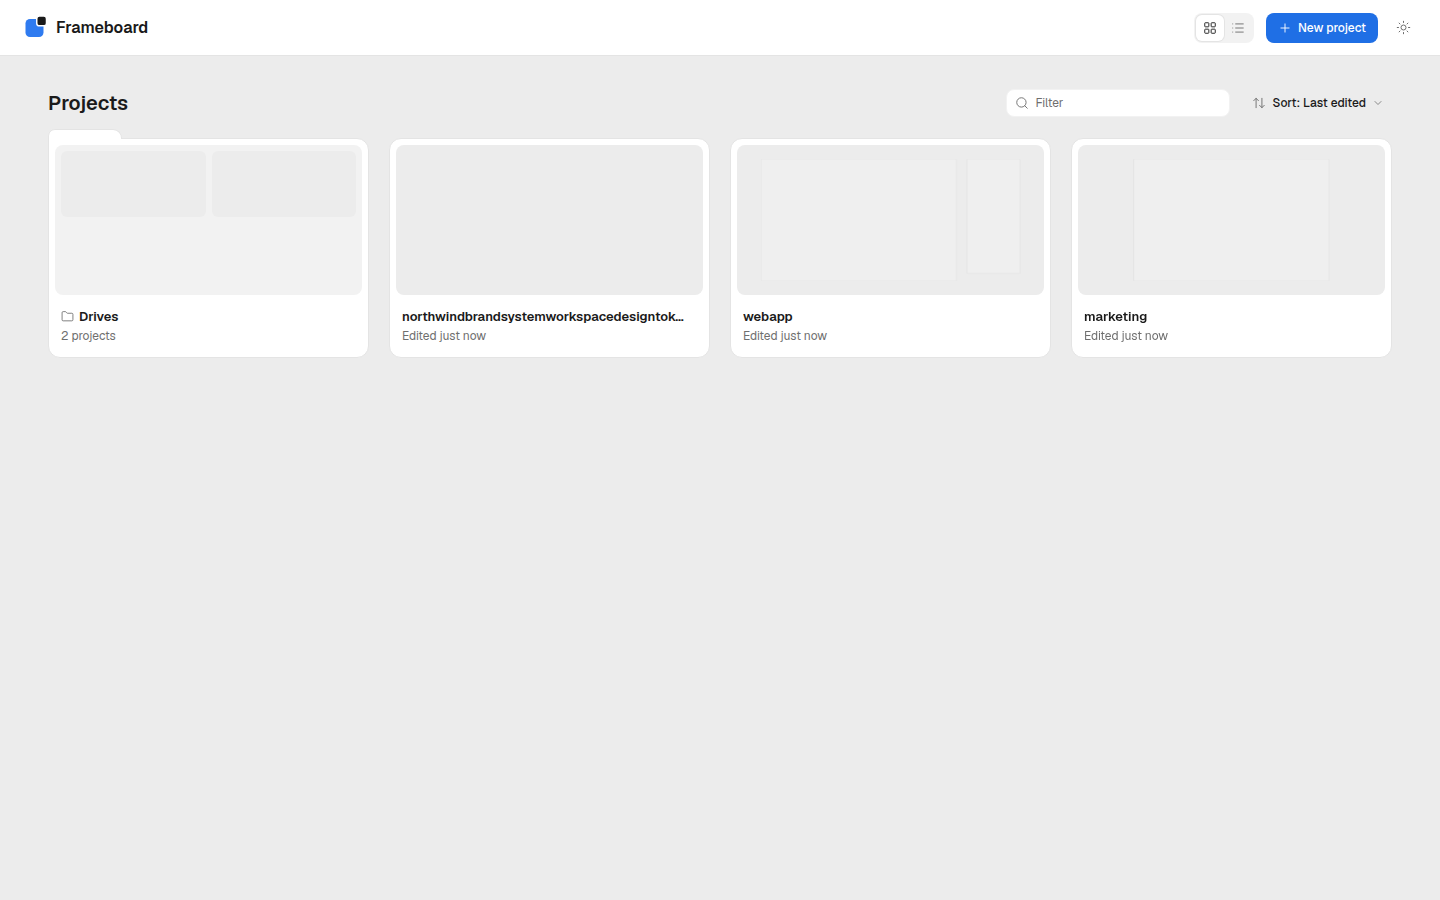 Frameboard
New project
Projects
Filter
Sort: Last edited
Drives
2 projects
northwindbrandsystemworkspacedesigntok...
Edited just now
webapp
Edited just now
marketing
Edited just now